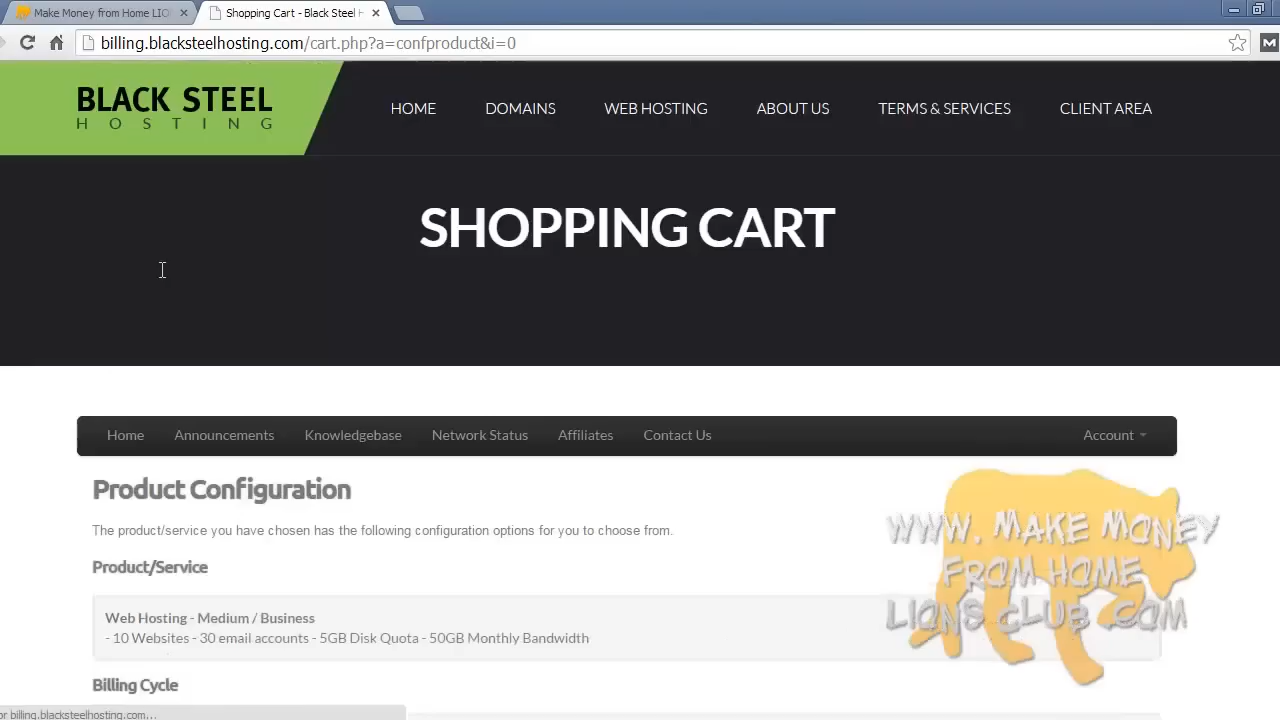 Make Money from Home LIO
Shopping Cart - Black Steel H
billing.blacksteelhosting.com/cart.php?a=confproduct&i=0
BLACK STEEL
HOSTING
HOME DOMAINS WEB HOSTING ABOUT US TERMS & SERVICES CLIENT AREA
SHOPPING CART
Home Announcements Knowledgebase Network Status Affiliates Contact Us Account
Product Configuration
The product/service you have chosen has the following configuration options for you to choose from.
Product/Service
Web Hosting - Medium / Business
- 10 Websites - 30 email accounts - 5GB Disk Quota - 50GB Monthly Bandwidth
Billing Cycle
or billing.blacksteelhosting.com...
WWW. MAKE MONEY
FROM HOME
LIONS CLUB .COM